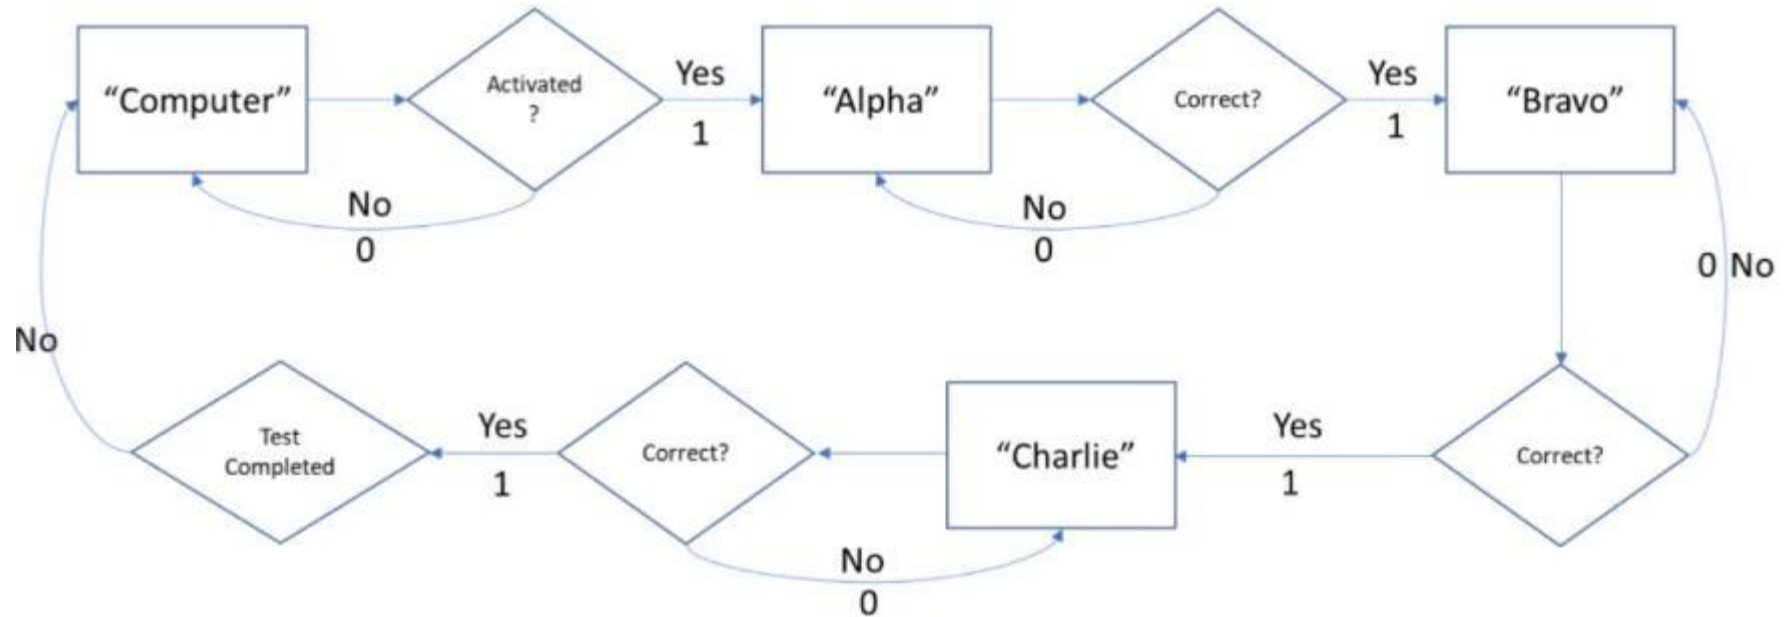 “Computer”
Activated
?
Yes
1
No
0
“Alpha”
Correct?
Yes
1
No
0
“Bravo”
0 No
Correct?
Yes
1
“Charlie”
Correct?
No
0
Yes
1
Test
Completed
No